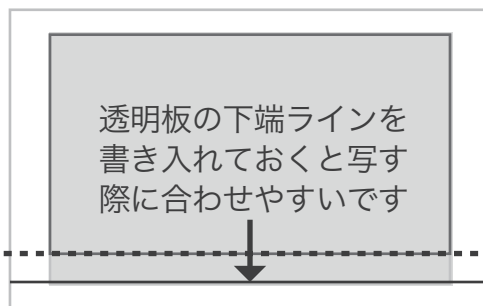 透明板の下端ラインを
書き入れておくと写す
際に合わせやすいです